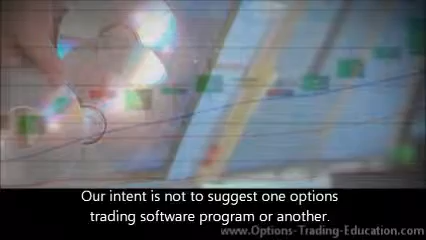 Our intent is not to suggest one options
trading software program or another.
www.Options-Trading-Education.com